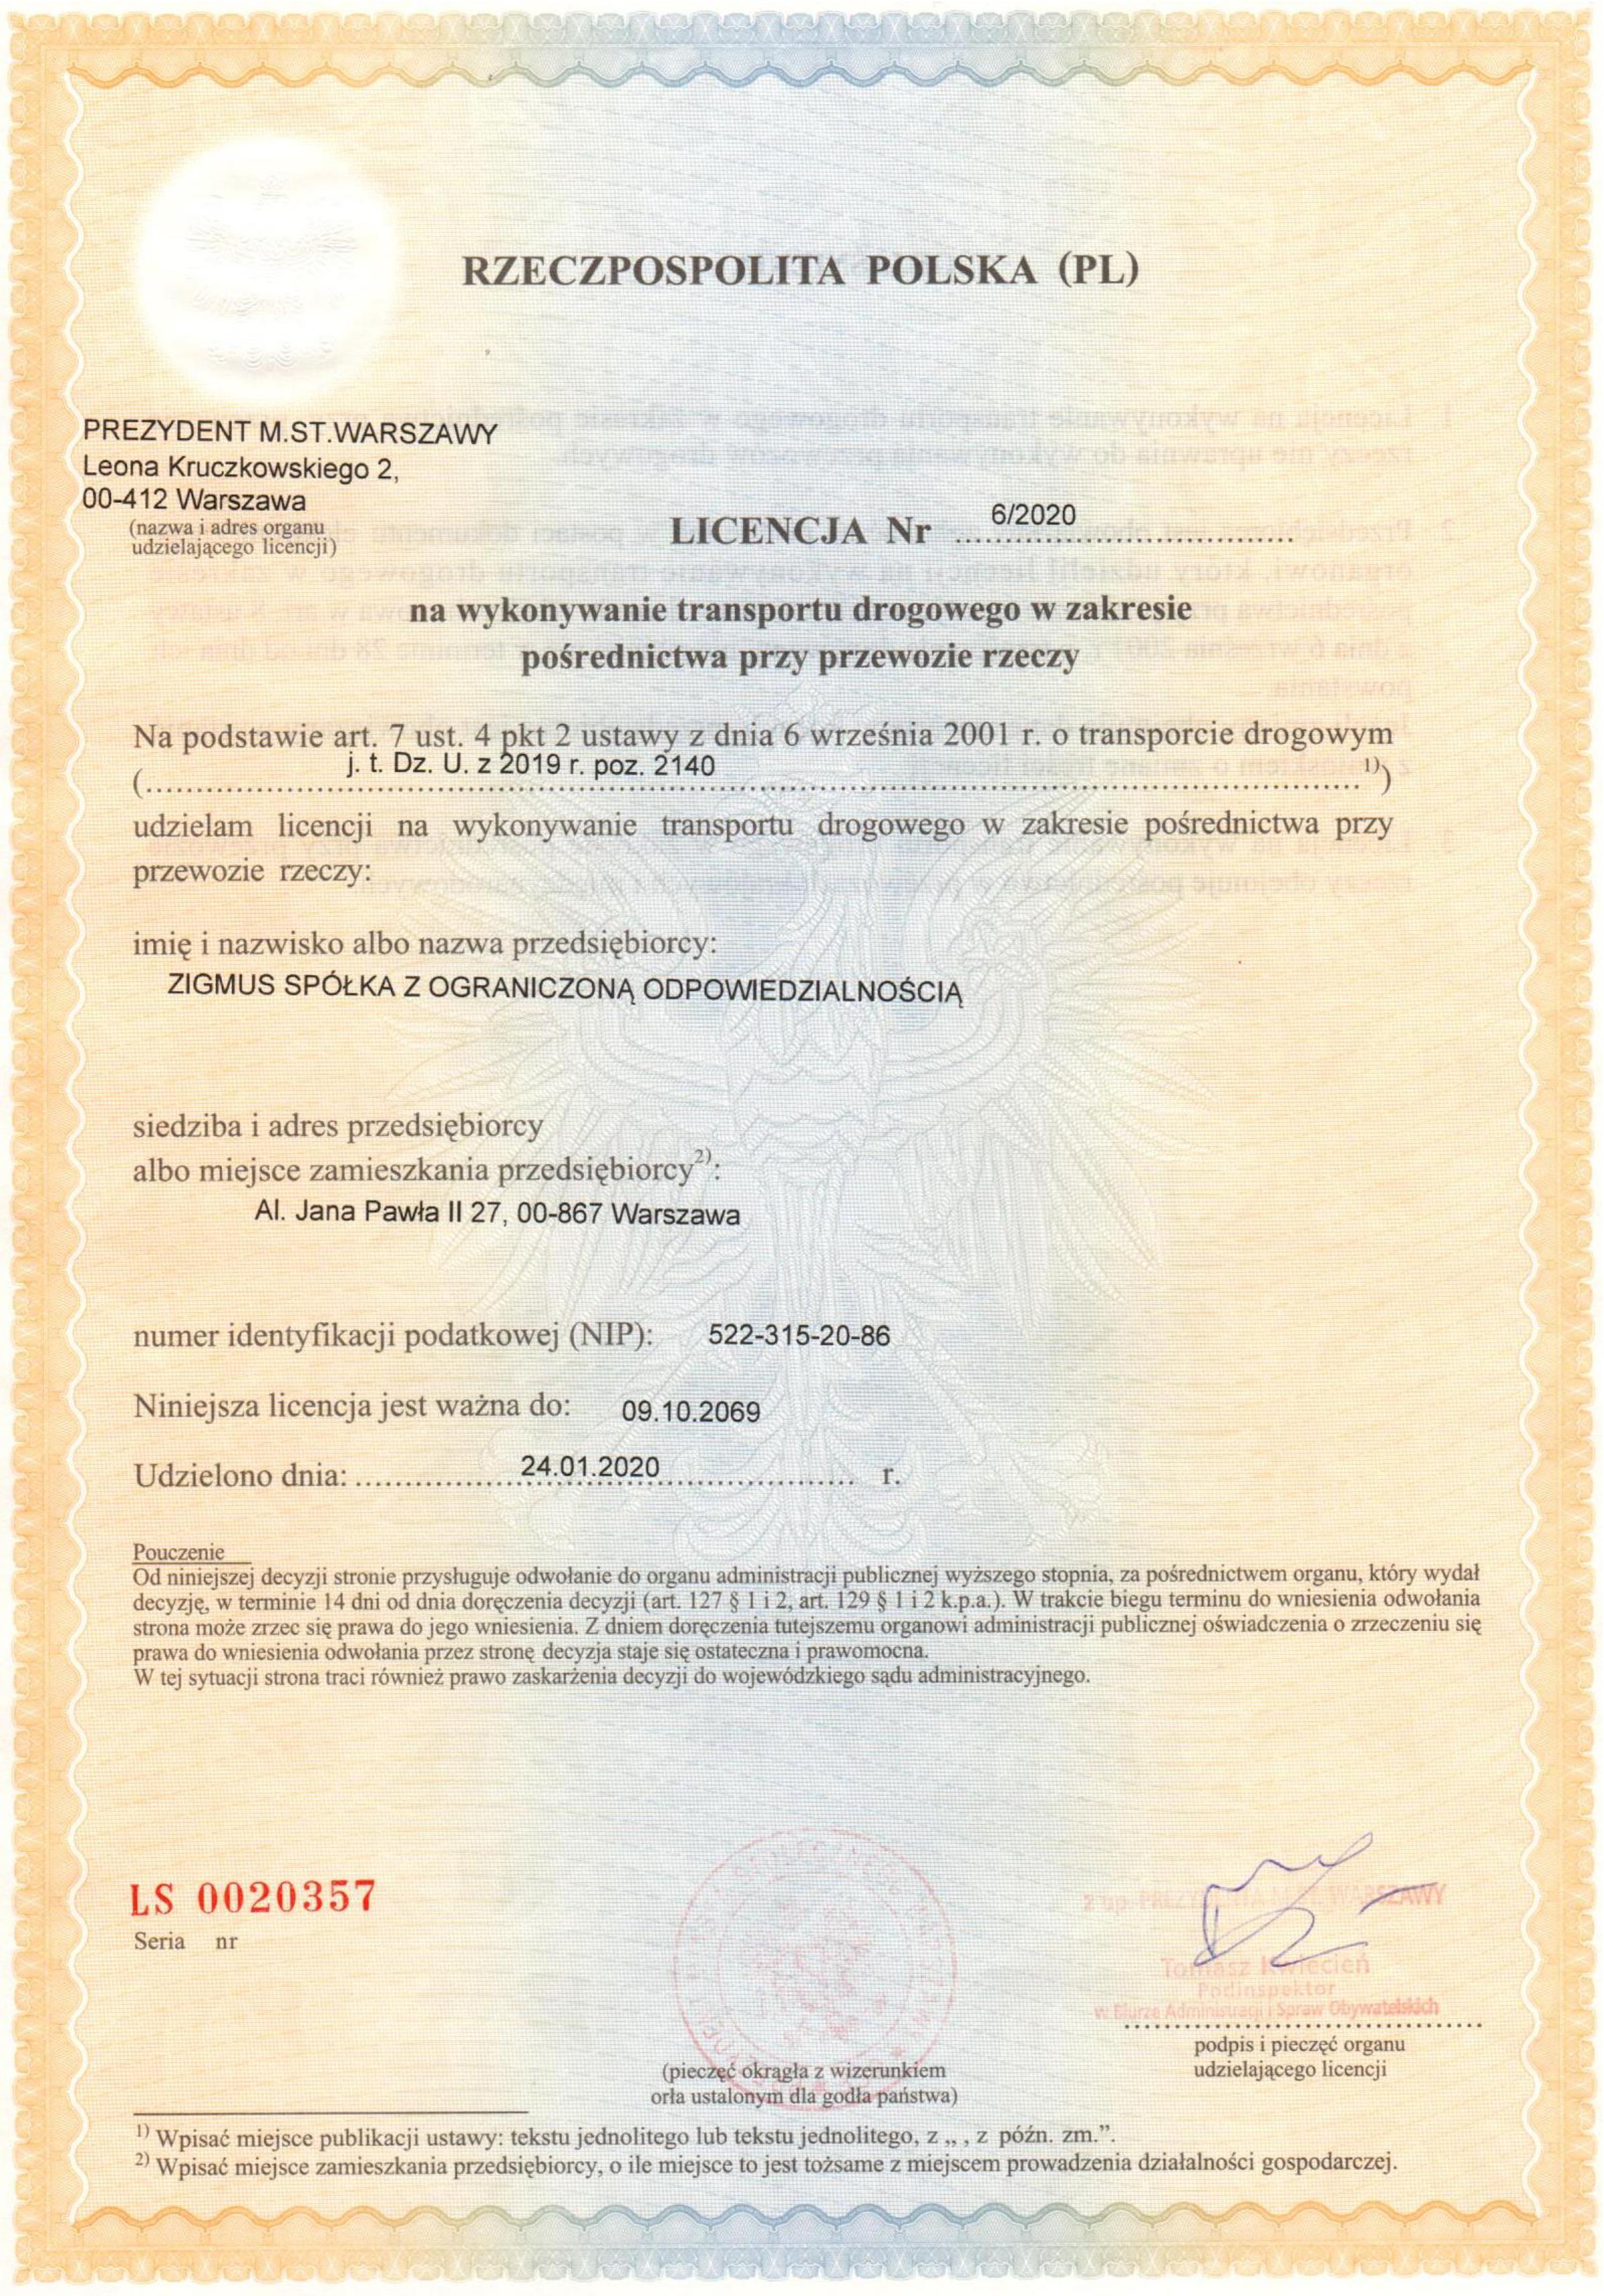 RZECZPOSPOLITA POLSKA (PL)
PREZYDENT M.ST.WARSZAWY
Leona Kruczkowskiego 2,
00-412 Warszawa
(nazwa i adres organu
udzielającego licencji)
LICENCJA Nr 6/2020
na wykonywanie transportu drogowego w zakresie
pośrednictwa przy przewozie rzeczy
Na podstawie art. 7 ust. 4 pkt 2 ustawy z dnia 6 września 2001 r. o transporcie drogowym
(j. t. Dz. U. z 2019 r. poz. 2140 1))
udzielam licencji na wykonywanie transportu drogowego w zakresie pośrednictwa przy
przewozie rzeczy:
imię i nazwisko albo nazwa przedsiębiorcy:
ZIGMUS SPÓŁKA Z OGRANICZONĄ ODPOWIEDZIALNOŚCIĄ
siedziba i adres przedsiębiorcy
albo miejsce zamieszkania przedsiębiorcy2):
Al. Jana Pawła II 27, 00-867 Warszawa
numer identyfikacji podatkowej (NIP): 522-315-20-86
Niniejsza licencja jest ważna do: 09.10.2069
Udzielono dnia: 24.01.2020 r.
Pouczenie
Od niniejszej decyzji stronie przysługuje odwołanie do organu administracji publicznej wyższego stopnia, za pośrednictwem organu, który wydał
decyzję, w terminie 14 dni od dnia doręczenia decyzji (art. 127 § 1 i 2, art. 129 § 1 i 2 k.p.a.). W trakcie biegu terminu do wniesienia odwołania
strona może zrzec się prawa do jego wniesienia. Z dniem doręczenia tutejszemu organowi administracji publicznej oświadczenia o zrzeczeniu się
prawa do wniesienia odwołania przez stronę decyzja staje się ostateczna i prawomocna.
W tej sytuacji strona traci również prawo zaskarżenia decyzji do wojewódzkiego sądu administracyjnego.
LS 0020357
Seria nr
z up. PREZYDENTA M.ST. WARSZAWY
Tomasz Kwiecień
Podinspektor
w Biurze Administracji i Spraw Obywatelskich
podpis i pieczęć organu
udzielającego licencji
(pieczęć okrągła z wizerunkiem
orła ustalonym dla godła państwa)
1) Wpisać miejsce publikacji ustawy: tekstu jednolitego lub tekstu jednolitego, z „ , z późn. zm.”.
2) Wpisać miejsce zamieszkania przedsiębiorcy, o ile miejsce to jest tożsame z miejscem prowadzenia działalności gospodarczej.